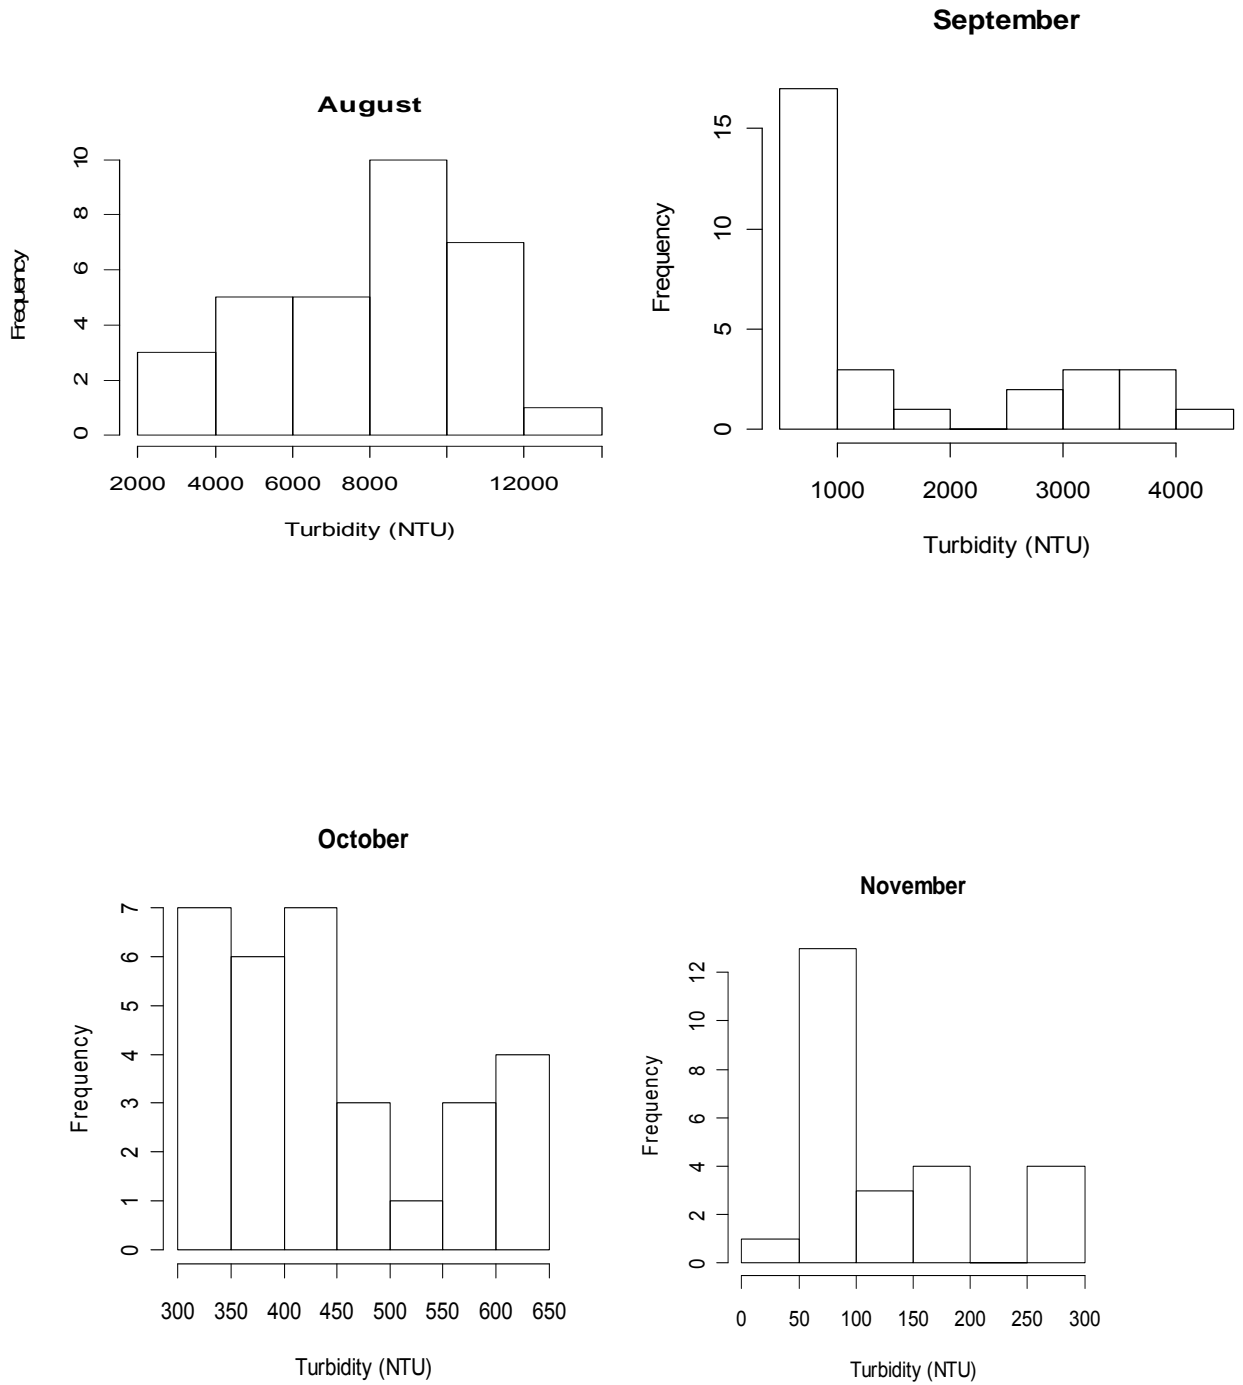 August
Frequency
0 2 4 6 8 10
2000 4000 6000 8000 12000
Turbidity (NTU)
September
Frequency
0 5 10 15
1000 2000 3000 4000
Turbidity (NTU)
October
Frequency
0 1 2 3 4 5 6 7
300 350 400 450 500 550 600 650
Turbidity (NTU)
November
Frequency
0 2 4 6 8 10 12
0 50 100 150 200 250 300
Turbidity (NTU)